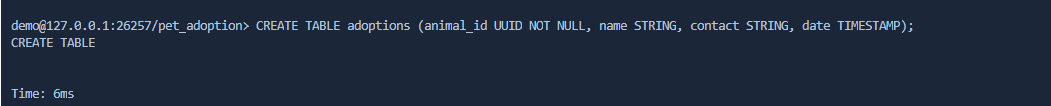 demo@127.0.0.1:26257/pet_adoption> CREATE TABLE adoptions (animal_id UUID NOT NULL, name STRING, contact STRING, date TIMESTAMP);
CREATE TABLE
Time: 6ms